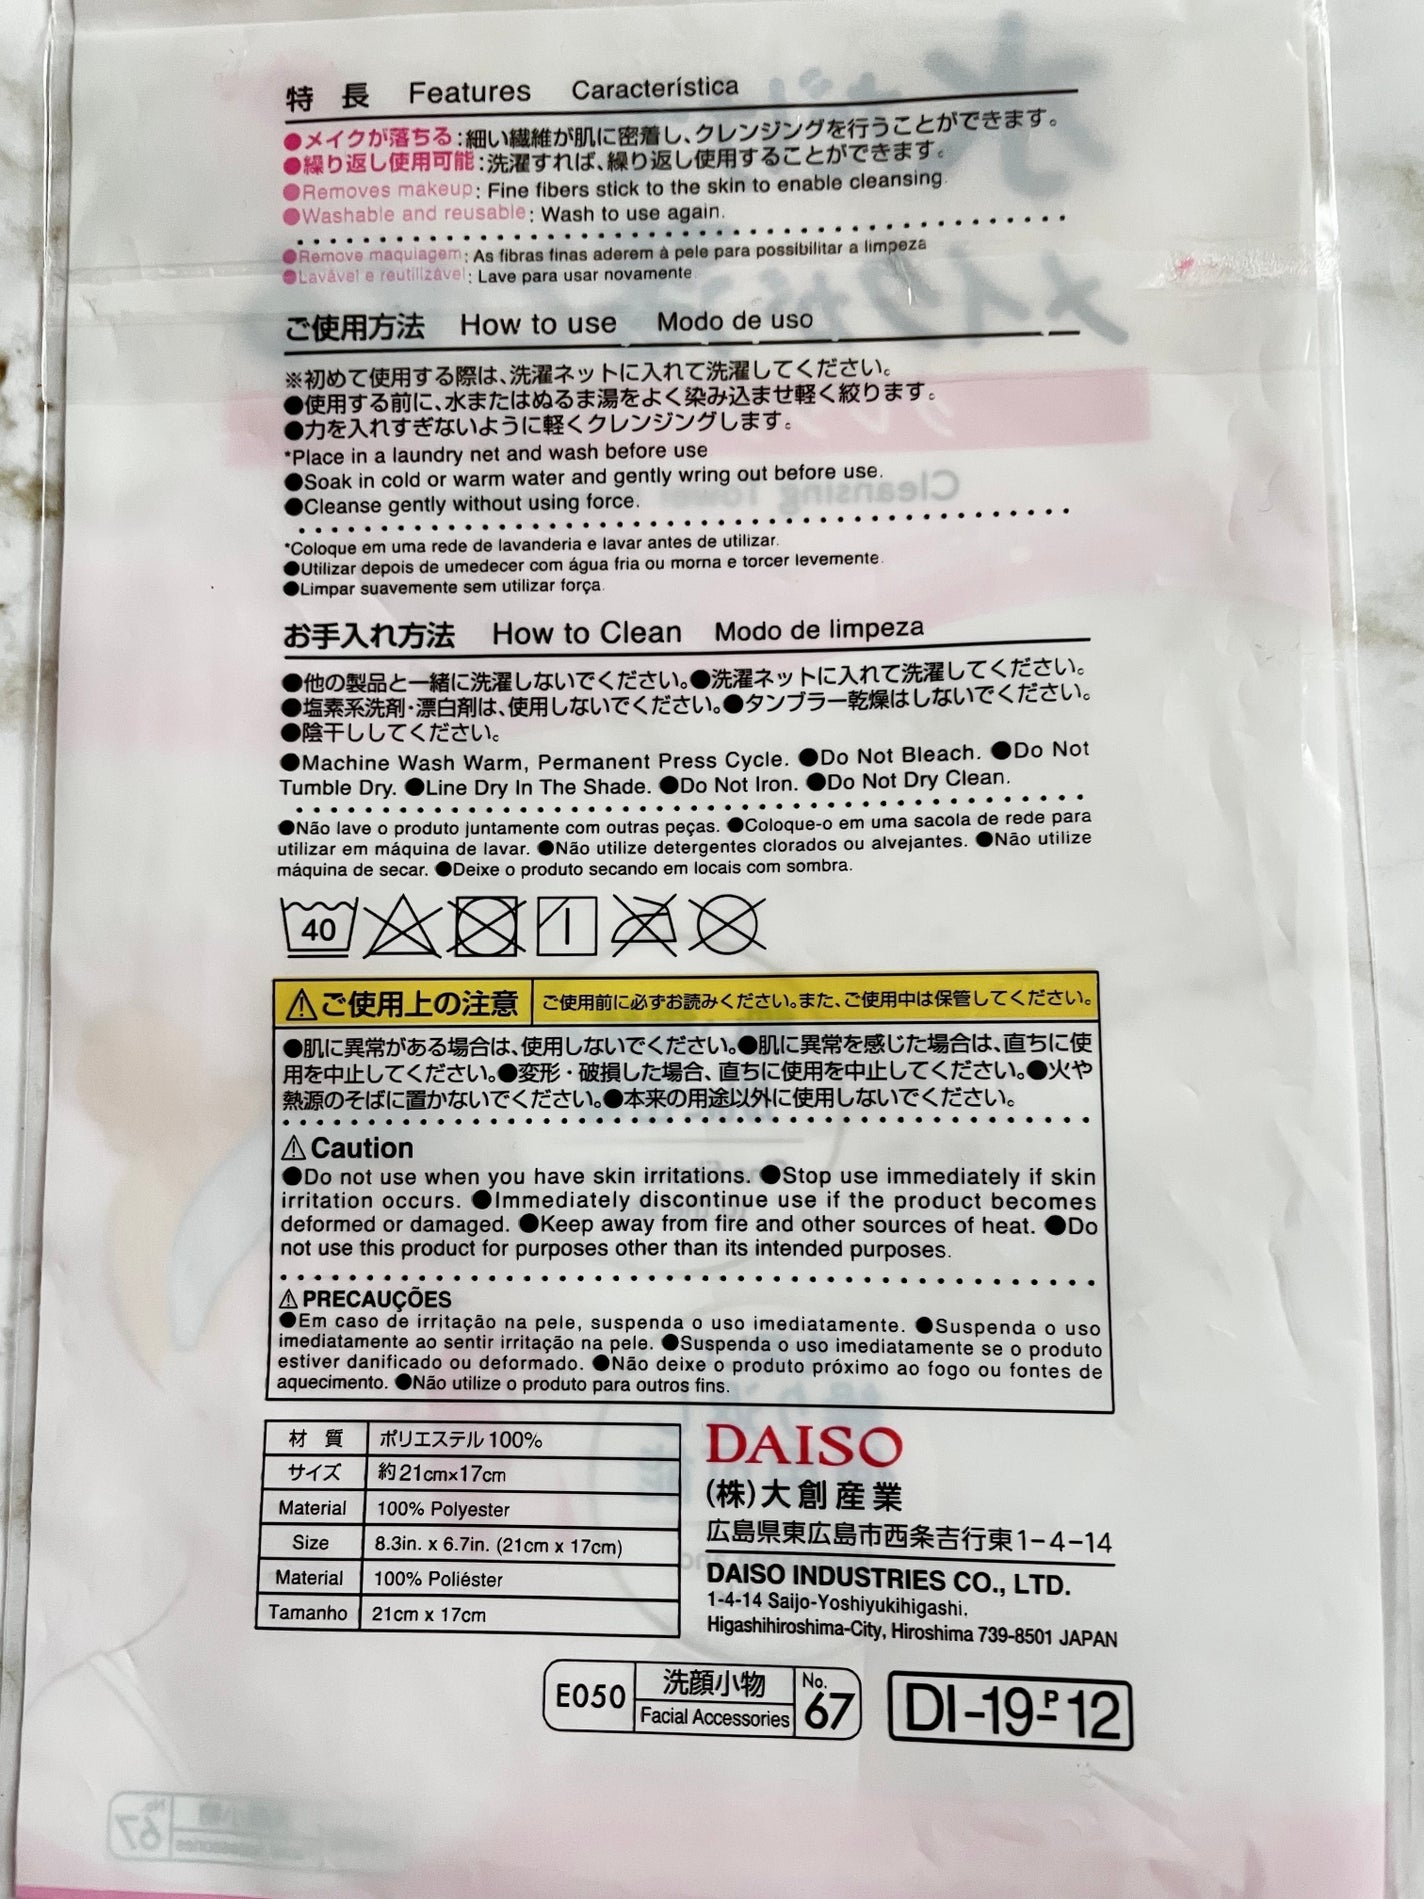 特 長 Features Característica
●メイクが落ちる:細い繊維が肌に密着し、クレンジングを行うことができます。
●繰り返し使用可能:洗濯すれば、繰り返し使用することができます。
●Removes makeup: Fine fibers stick to the skin to enable cleansing.
●Washable and reusable: Wash to use again.
●Remove maquiagem: As fibras finas aderem à pele para possibilitar a limpeza
●Lavável e reutilizável: Lave para usar novamente
ご使用方法 How to use Modo de uso
※初めて使用する際は、洗濯ネットに入れて洗濯してください。
●使用する前に、水またはぬるま湯をよく染み込ませ軽く絞ります。
●力を入れすぎないように軽くクレンジングします。
*Place in a laundry net and wash before use
●Soak in cold or warm water and gently wring out before use.
●Cleanse gently without using force.
*Coloque em uma rede de lavanderia e lavar antes de utilizar.
●Utilizar depois de umedecer com água fria ou morna e torcer levemente.
●Limpar suavemente sem utilizar força.
お手入れ方法 How to Clean Modo de limpeza
●他の製品と一緒に洗濯しないでください。●洗濯ネットに入れて洗濯してください。
●塩素系洗剤・漂白剤は、使用しないでください。●タンブラー乾燥はしないでください。
●陰干ししてください。
●Machine Wash Warm, Permanent Press Cycle. ●Do Not Bleach. ●Do Not
Tumble Dry. ●Line Dry In The Shade. ●Do Not Iron. ●Do Not Dry Clean.
●Não lave o produto juntamente com outras peças. ●Coloque-o em uma sacola de rede para
utilizar em máquina de lavar. ●Não utilize detergentes clorados ou alvejantes. ●Não utilize
máquina de secar. ●Deixe o produto secando em locais com sombra.
40
⚠ご使用上の注意 ご使用前に必ずお読みください。また、ご使用中は保管してください。
●肌に異常がある場合は、使用しないでください。●肌に異常を感じた場合は、直ちに使
用を中止してください。●変形・破損した場合、直ちに使用を中止してください。●火や
熱源のそばに置かないでください。●本来の用途以外に使用しないでください。
⚠Caution
●Do not use when you have skin irritations. ●Stop use immediately if skin
irritation occurs. ●Immediately discontinue use if the product becomes
deformed or damaged. ●Keep away from fire and other sources of heat. ●Do
not use this product for purposes other than its intended purposes.
⚠PRECAUÇÕES
●Em caso de irritação na pele, suspenda o uso imediatamente. ●Suspenda o uso
imediatamente ao sentir irritação na pele. ●Suspenda o uso imediatamente se o produto
estiver danificado ou deformado. ●Não deixe o produto próximo ao fogo ou fontes de
aquecimento. ●Não utilize o produto para outros fins.
材 質 ポリエステル100%
サイズ 約21cm×17cm
Material 100% Polyester
Size 8.3in. x 6.7in. (21cm x 17cm)
Material 100% Poliéster
Tamanho 21cm x 17cm
DAISO
(株)大創産業
広島県東広島市西条吉行東1-4-14
DAISO INDUSTRIES CO., LTD.
1-4-14 Saijo-Yoshiyukihigashi,
Higashihiroshima-City, Hiroshima 739-8501 JAPAN
E050 洗顔小物 Facial Accessories No. 67
DI-19-P-12